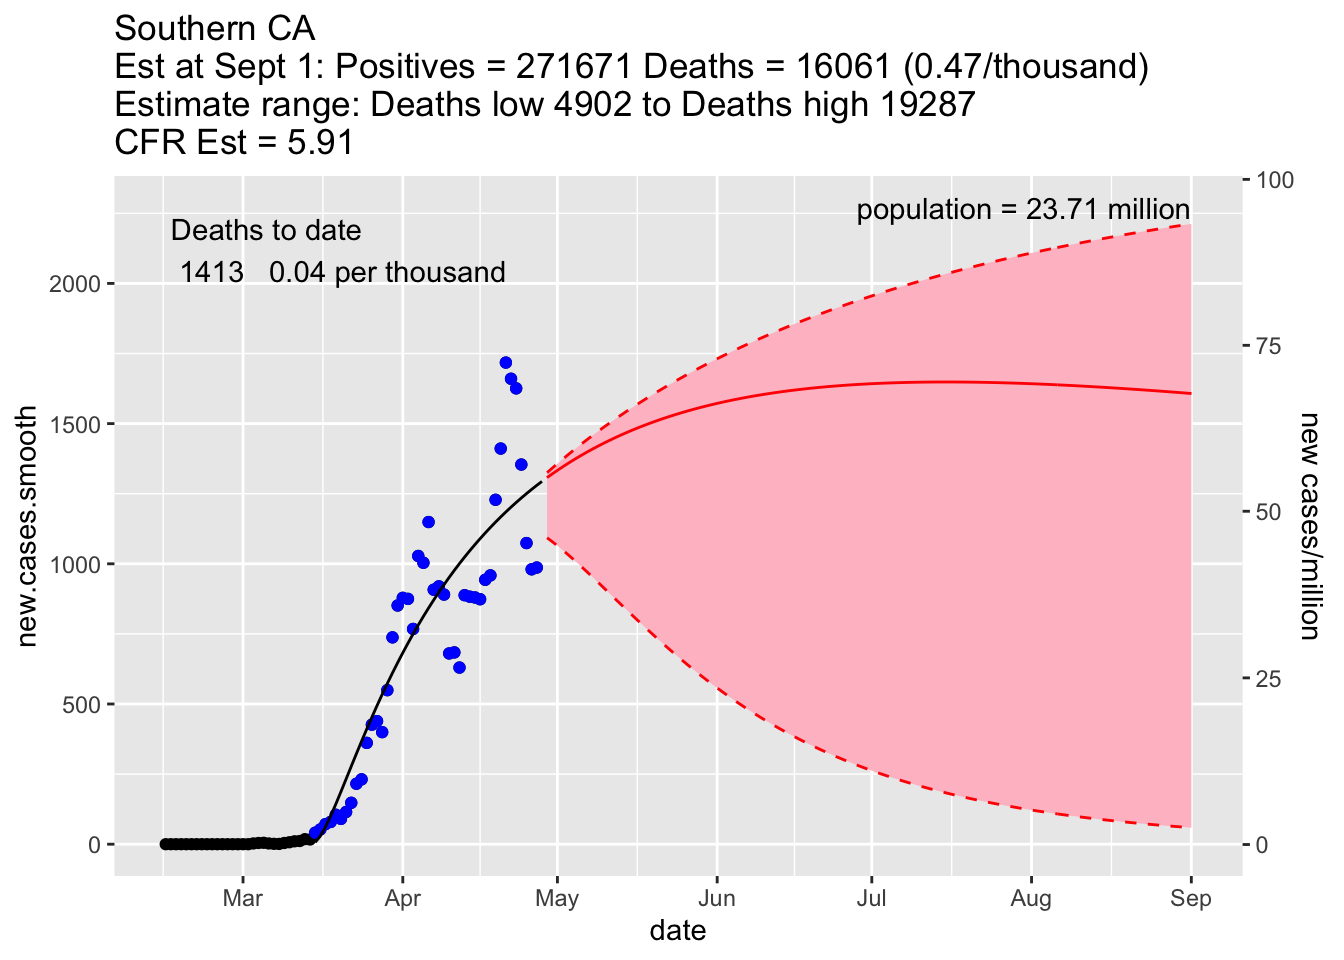 Southern CA
Est at Sept 1: Positives = 271671 Deaths = 16061 (0.47/thousand)
Estimate range: Deaths low 4902 to Deaths high 19287
CFR Est = 5.91
population = 23.71 million
Deaths to date
1413 0.04 per thousand
new.cases.smooth
2000
1500
1000
500
0
100
75
50
25
0
new cases/million
Mar Apr May Jun Jul Aug Sep
date